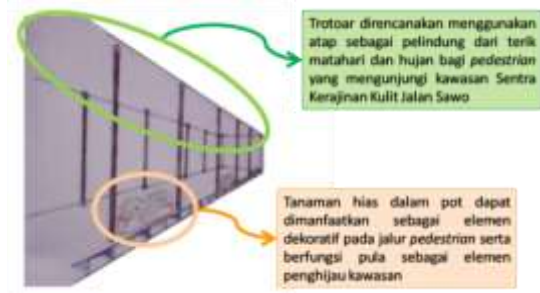 Trotoar direncanakan menggunakan
atap sebagai pelindung dari terik
matahari dan hujan bagi pedestrian
yang mengunjungi kawasan Sentra
Kerajinan Kulit Jalan Sawo
Tanaman hias dalam pot dapat
dimanfaatkan sebagai elemen
dekoratif pada jalur pedestrian serta
berfungsi pula sebagai elemen
penghijau kawasan